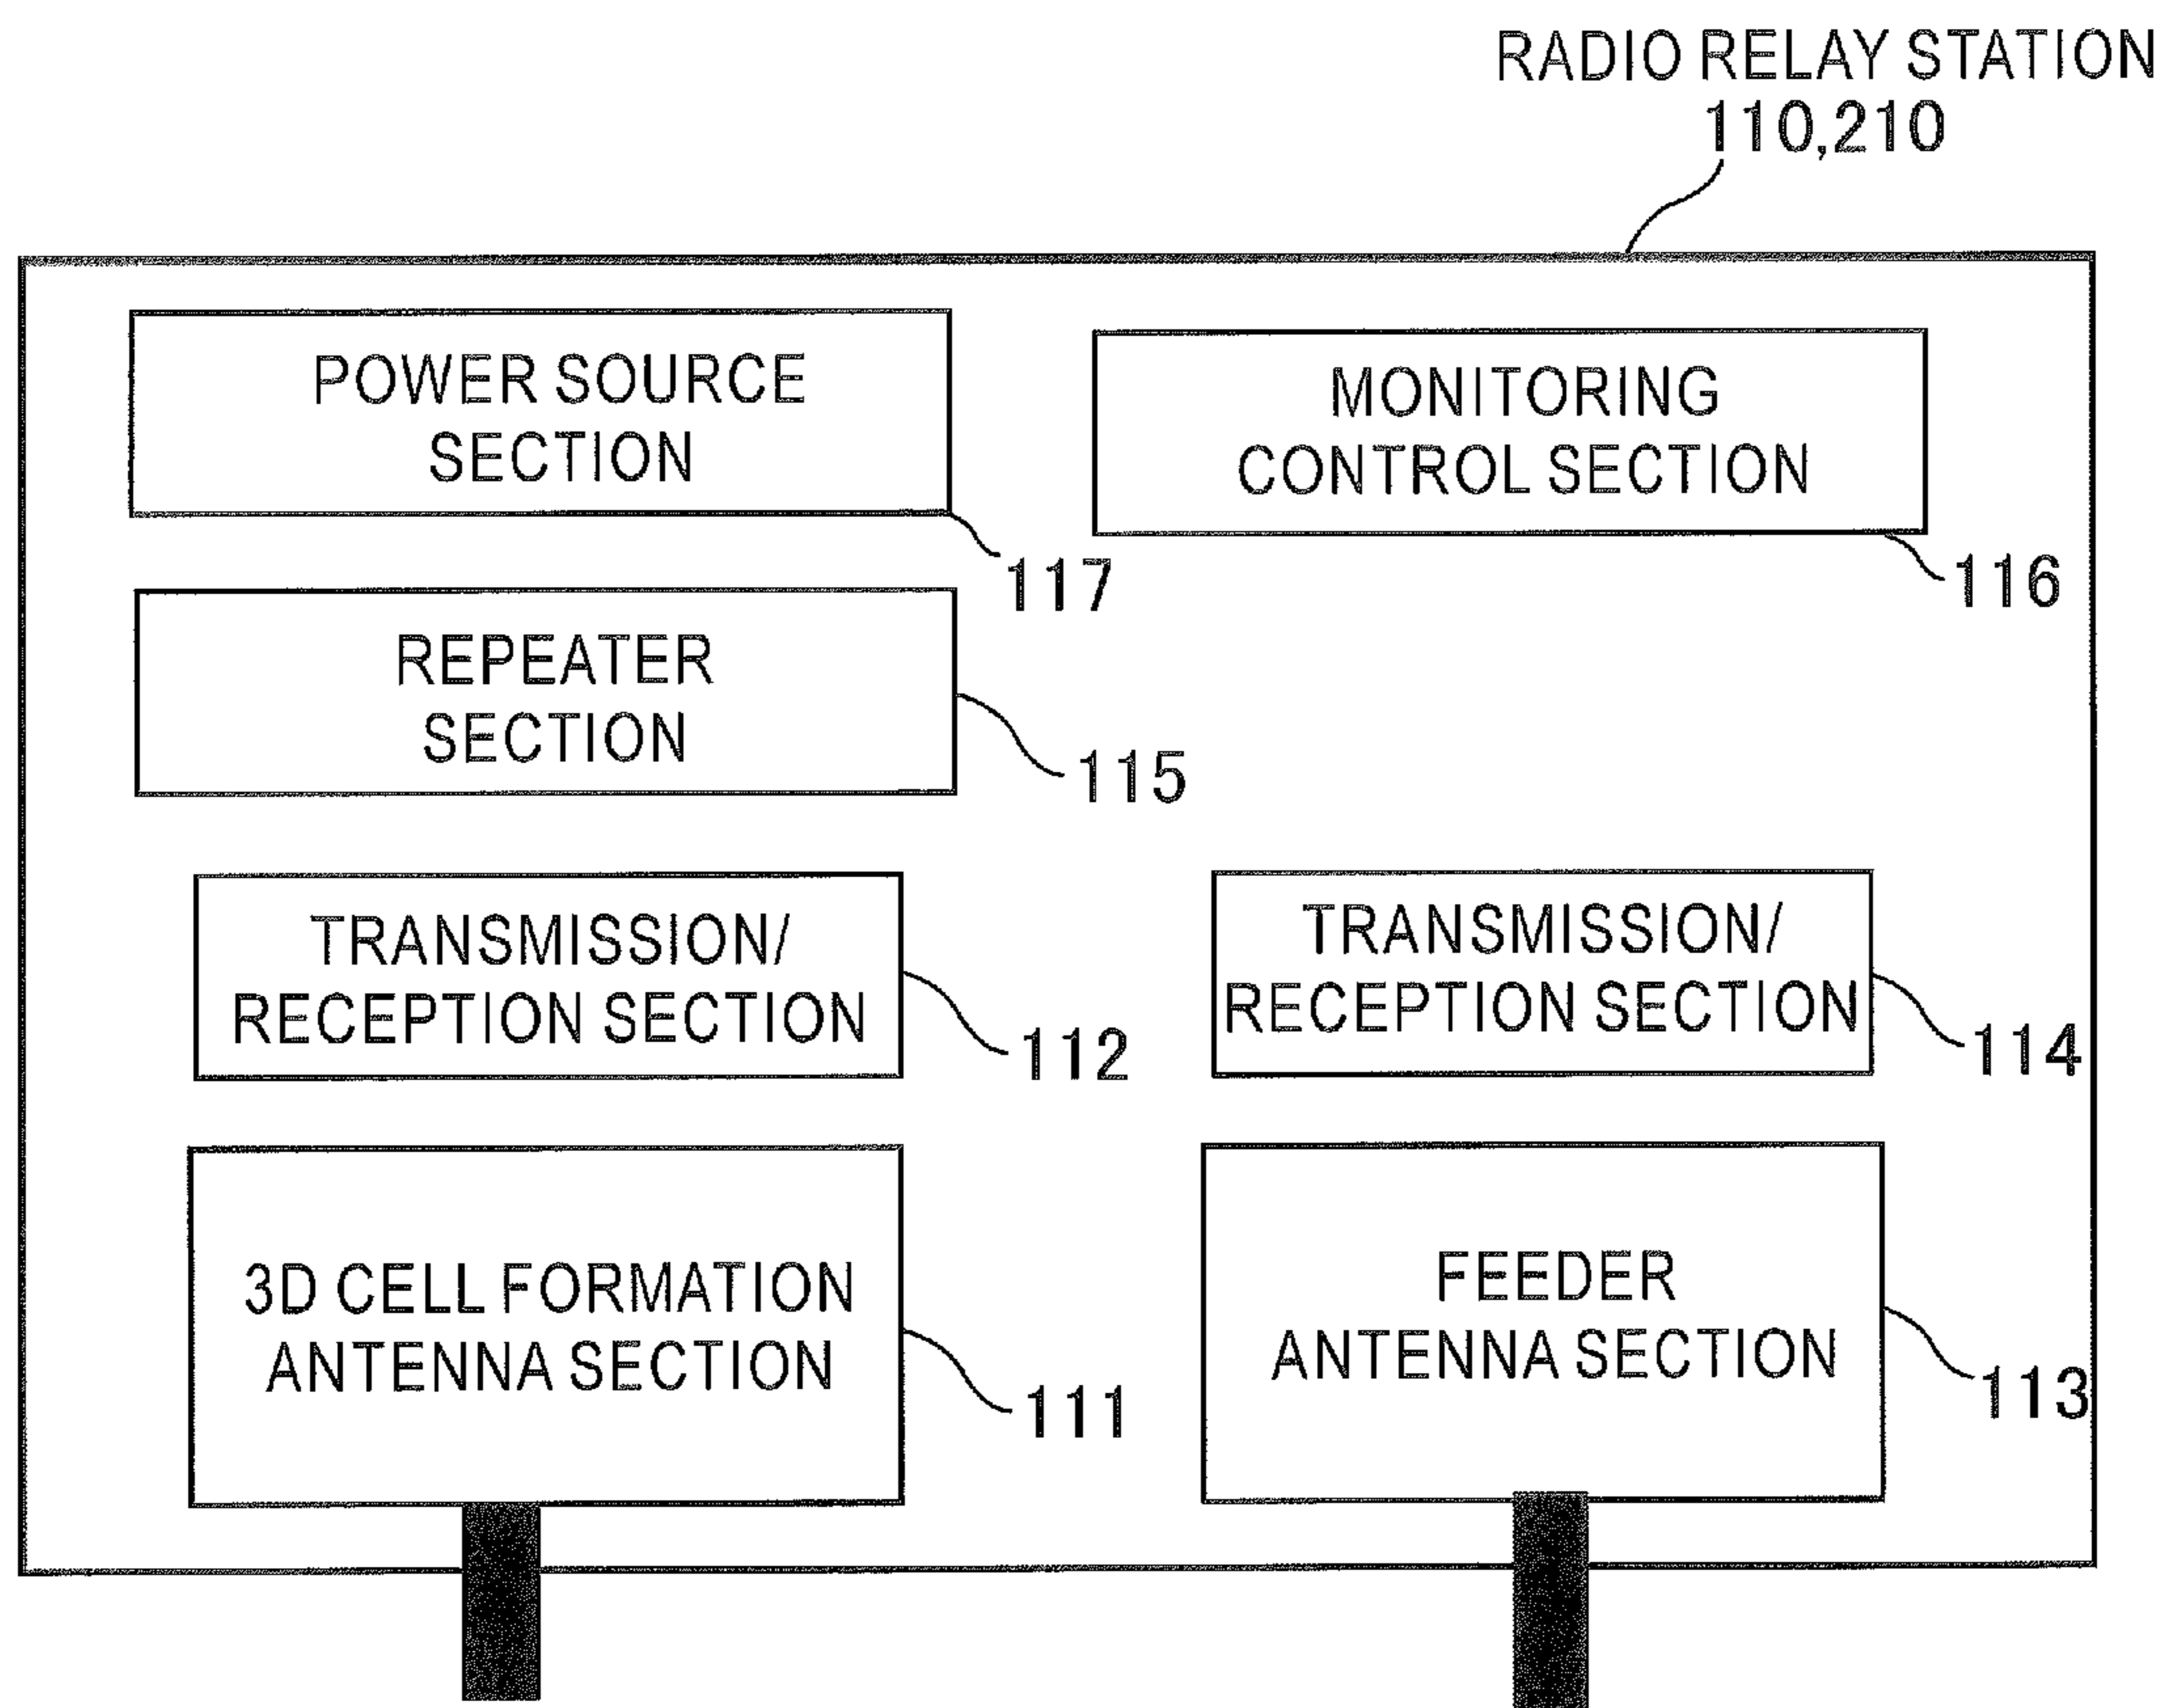 RADIO RELAY STATION
110,210
POWER SOURCE
SECTION
117
MONITORING
CONTROL SECTION
116
REPEATER
SECTION
115
TRANSMISSION/
RECEPTION SECTION
112
TRANSMISSION/
RECEPTION SECTION
114
3D CELL FORMATION
ANTENNA SECTION
111
FEEDER
ANTENNA SECTION
113